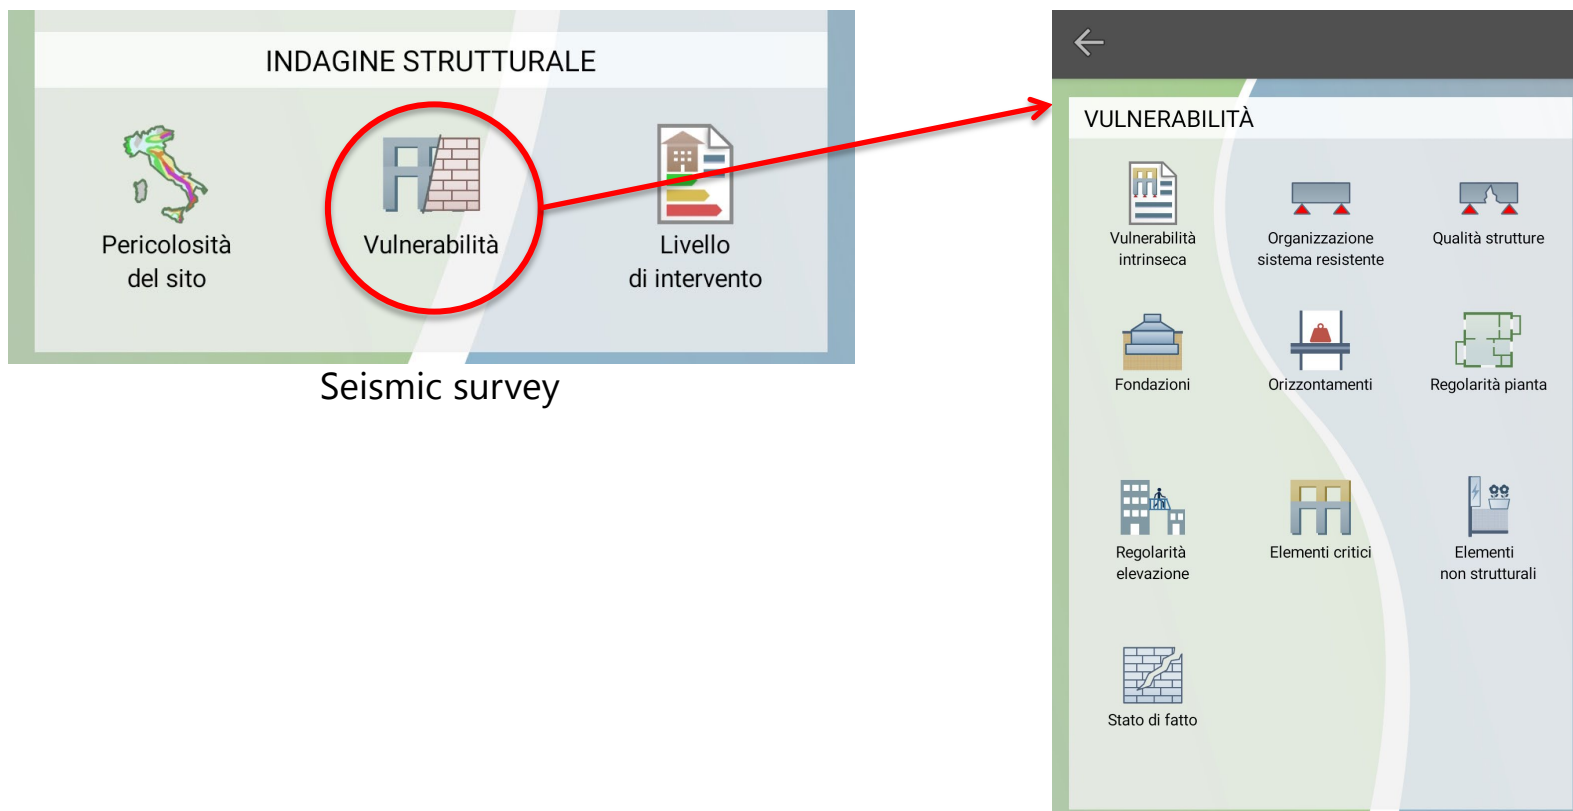 INDAGINE STRUTTURALE
Pericolosità
del sito
Vulnerabilità
Livello
di intervento
Seismic survey
VULNERABILITÀ
Vulnerabilità
intrinseca
Organizzazione
sistema resistente
Qualità strutture
Fondazioni
Orizzontamenti
Regolarità pianta
Regolarità
elevazione
Elementi critici
Elementi
non strutturali
Stato di fatto